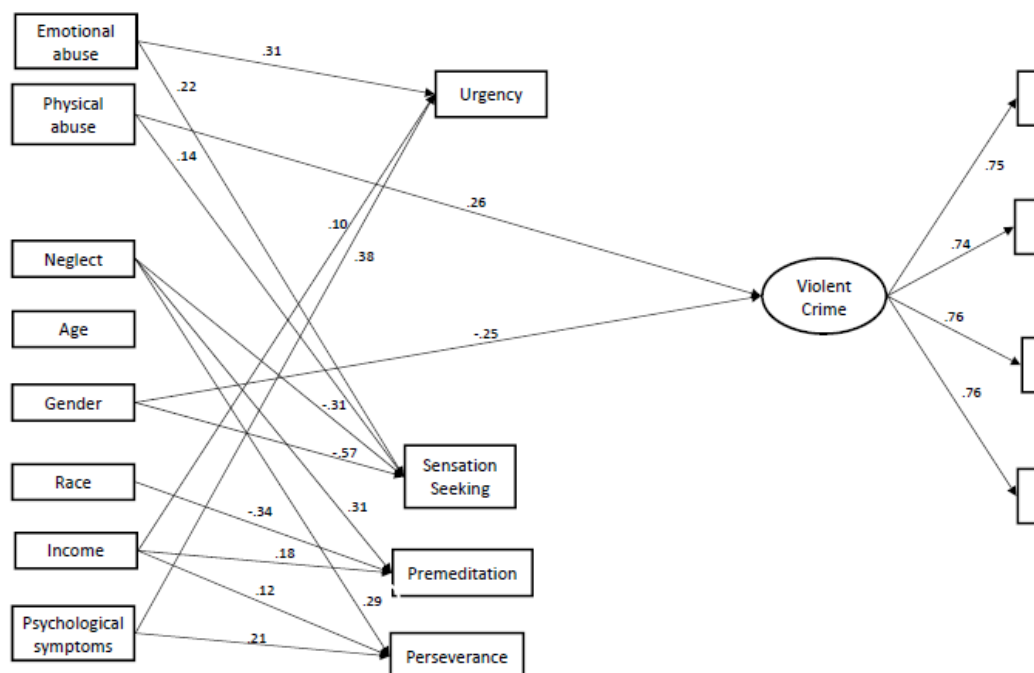 Emotional
abuse
.31
.22
Urgency
Physical
abuse
.14
.75
.26
.10
.74
.38
Neglect
Violent
Crime
Age
.76
-.25
Gender
-.31
.76
-.57
Sensation
Seeking
Race
-.34
.31
Income
.18
Premeditation
.12
.29
Psychological
symptoms
.21
Perseverance